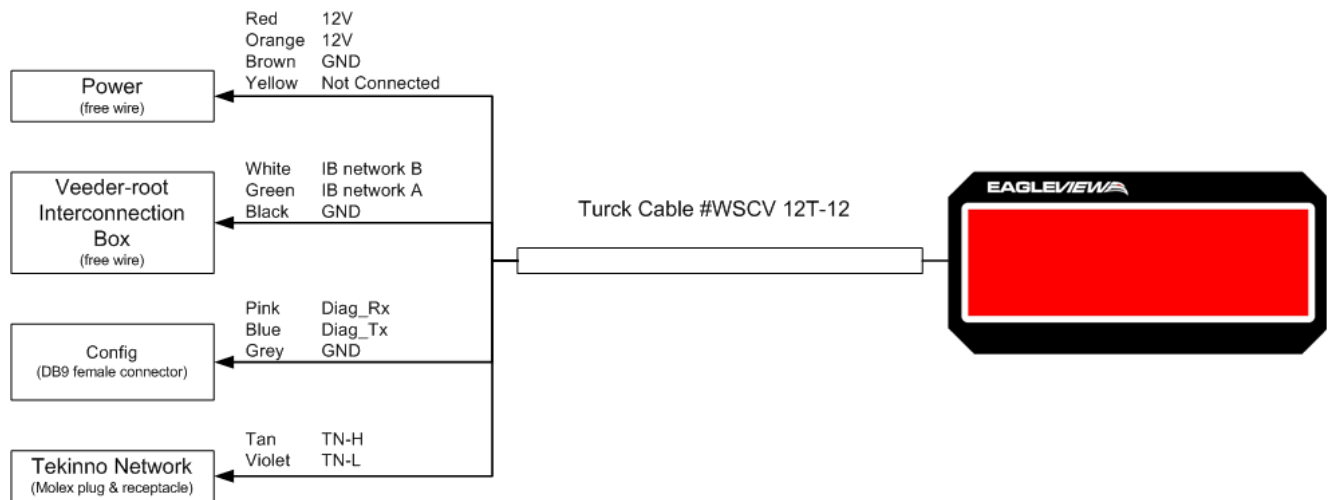 Red 12V
Orange 12V
Brown GND
Yellow Not Connected
Power
(free wire)
White IB network B
Green IB network A
Black GND
Veeder-root
Interconnection
Box
(free wire)
Pink Diag_Rx
Blue Diag_Tx
Grey GND
Config
(DB9 female connector)
Tan TN-H
Violet TN-L
Tekinno Network
(Molex plug & receptacle)
Turck Cable #WSCV 12T-12
EAGLEVIEW